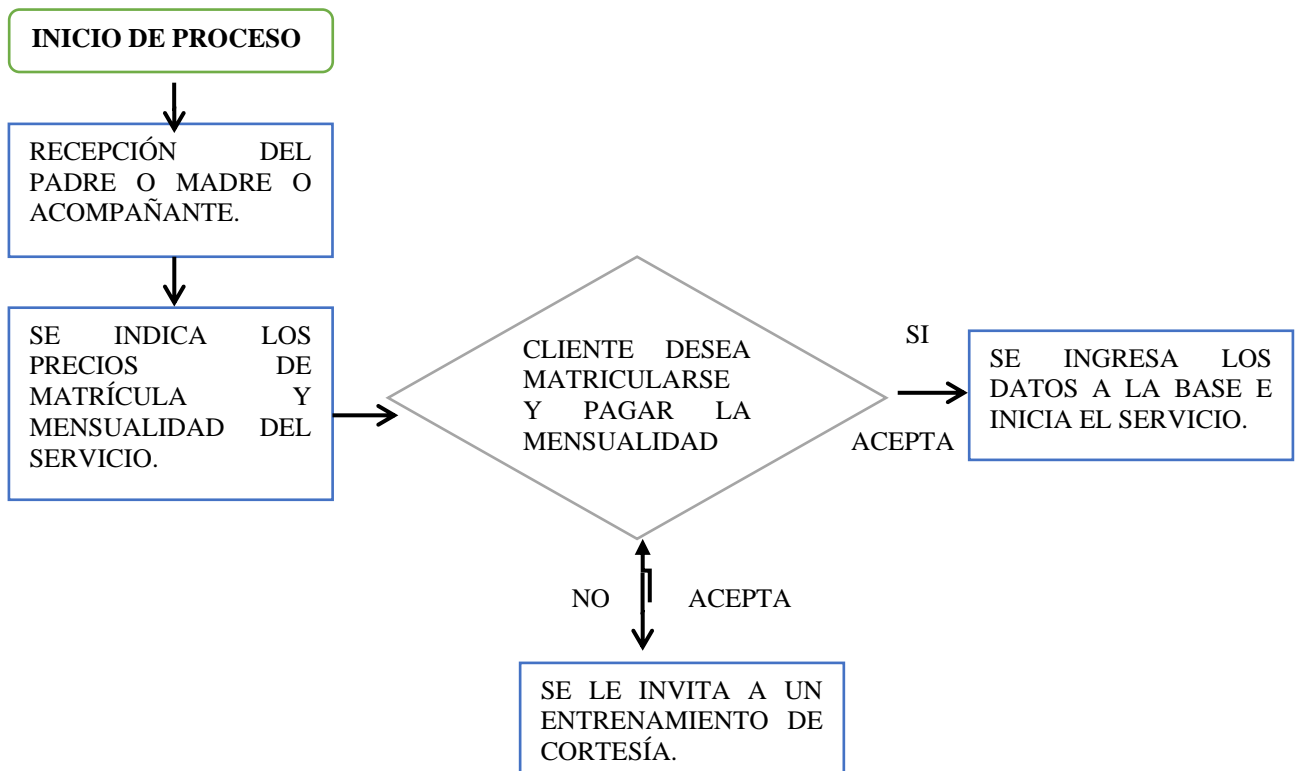 INICIO DE PROCESO
RECEPCIÓN DEL
PADRE O MADRE O
ACOMPAÑANTE.
SE INDICA LOS
PRECIOS DE
MATRÍCULA Y
MENSUALIDAD DEL
SERVICIO.
CLIENTE DESEA
MATRICULARSE
Y PAGAR LA
MENSUALIDAD
SI
ACEPTA
SE INGRESA LOS
DATOS A LA BASE E
INICIA EL SERVICIO.
NO ACEPTA
SE LE INVITA A UN
ENTRENAMIENTO DE
CORTESÍA.